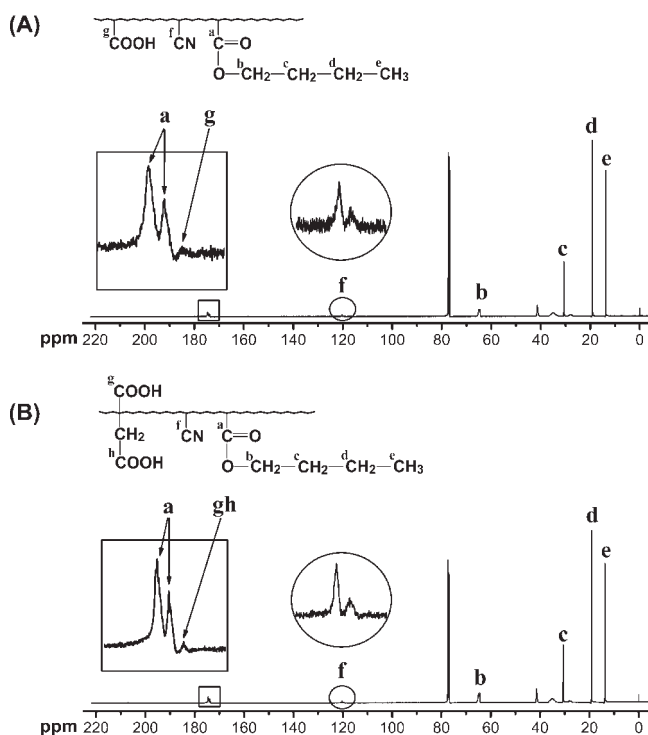 (A)
g f a
COOH CN C=O
b c d e
O-CH2-CH2-CH2-CH3
a g
d
e
c
f
b
ppm 220 200 180 160 140 120 100 80 60 40 20 0
(B)
g COOH
f a
CH2 CN C=O
h b c d e
COOH O-CH2-CH2-CH2-CH3
a gh
d
e
c
f
b
ppm 220 200 180 160 140 120 100 80 60 40 20 0